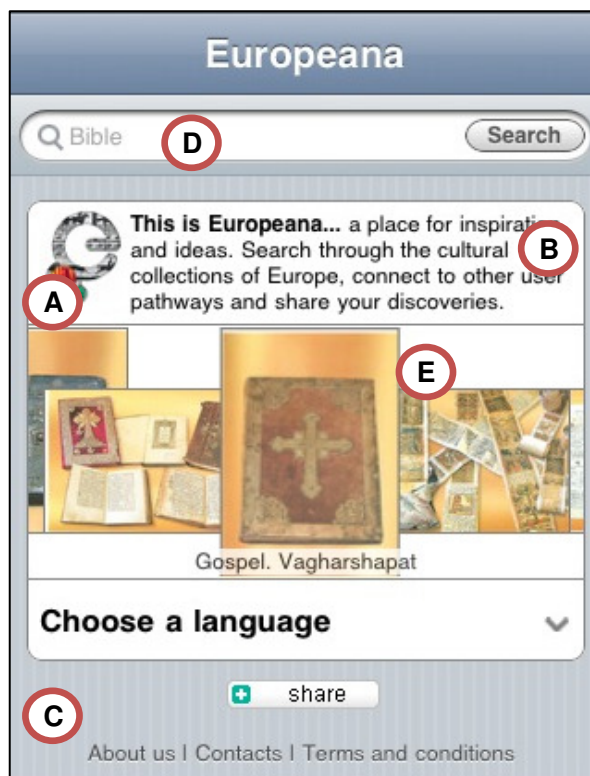 Europeana
Bible
D
Search
This is Europeana... a place for inspiration
and ideas. Search through the cultural
B
collections of Europe, connect to other user
pathways and share your discoveries.
A
E
Gospel. Vagharshapat
Choose a language
share
C
About us | Contacts | Terms and conditions